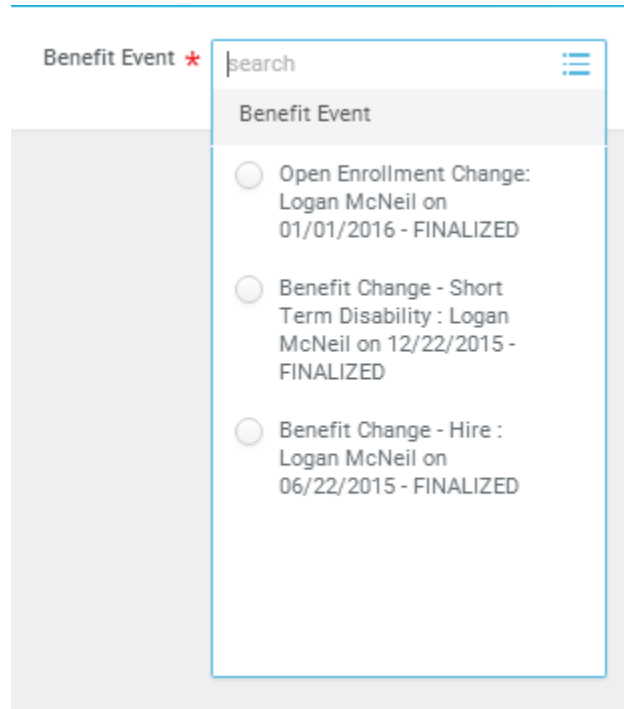 Benefit Event *
search
Benefit Event
Open Enrollment Change:
Logan McNeil on
01/01/2016 - FINALIZED
Benefit Change - Short
Term Disability : Logan
McNeil on 12/22/2015 -
FINALIZED
Benefit Change - Hire :
Logan McNeil on
06/22/2015 - FINALIZED